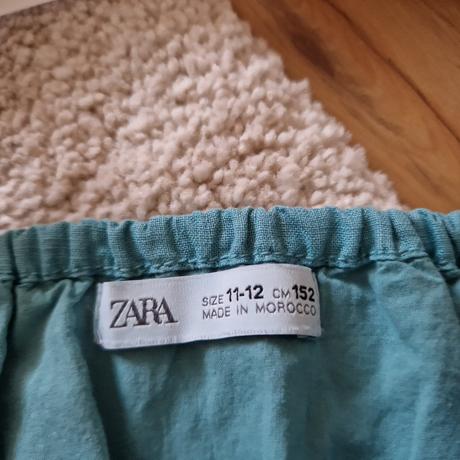 ZARA
SIZE 11-12 CM 152
MADE IN MOROCCO